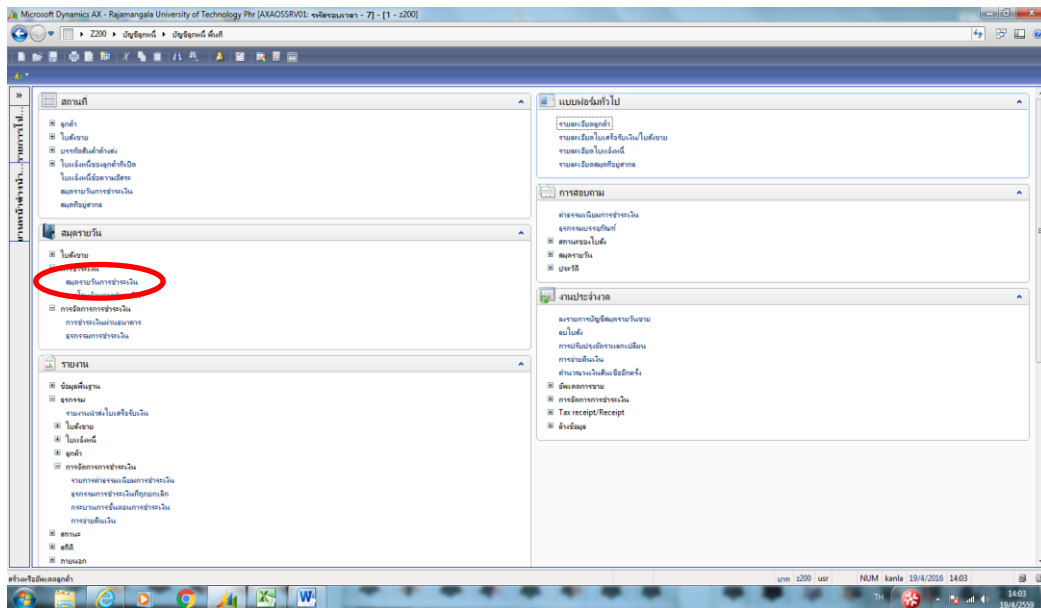 Microsoft Dynamics AX - Rajamangala University of Technology Phr [AXAOSSRV01: รหัสรอบเวลา - 7] - [1 - z200]
Z200 ▸ บัญชีลูกหนี้ ▸ บัญชีลูกหนี้ พื้นที่
สถานที่
ลูกค้า
ใบสั่งขาย
บรรทัดสินค้าค้างส่ง
ใบแจ้งหนี้ของลูกค้าที่เปิด
ใบแจ้งหนี้ข้อความอิสระ
สมุดรายวันการชำระเงิน
สมุดที่อยู่สากล
สมุดรายวัน
ใบสั่งขาย
การชำระเงิน
สมุดรายวันการชำระเงิน
การจัดการการชำระเงิน
การชำระเงินผ่านธนาคาร
ธุรกรรมการชำระเงิน
รายงาน
ข้อมูลพื้นฐาน
ธุรกรรม
รายงานนำส่งใบเสร็จรับเงิน
ใบสั่งขาย
ใบแจ้งหนี้
ลูกค้า
การจัดการการชำระเงิน
รายการค่าธรรมเนียมการชำระเงิน
ธุรกรรมการชำระเงินที่ถูกยกเลิก
กระบวนการขั้นตอนการชำระเงิน
การจ่ายคืนเงิน
สถานะ
สถิติ
ภายนอก
แบบฟอร์มทั่วไป
รายละเอียดลูกค้า
รายละเอียดใบเสร็จรับเงิน/ใบสั่งขาย
รายละเอียดใบแจ้งหนี้
รายละเอียดสมุดที่อยู่สากล
การสอบถาม
ค่าธรรมเนียมการชำระเงิน
ธุรกรรมบรรจุภัณฑ์
สถานะของใบสั่ง
สมุดรายวัน
ประวัติ
งานประจำงวด
ลงรายการบัญชีสมุดรายวันขาย
ลบใบสั่ง
การปรับปรุงอัตราแลกเปลี่ยน
การจ่ายคืนเงิน
คำนวณวงเงินสินเชื่ออีกครั้ง
อัพเดตการขาย
การจัดการการชำระเงิน
Tax receipt/Receipt
ล้างข้อมูล
สร้างหรืออัพเดตลูกค้า
บาท z200 usr NUM kanla 19/4/2016 14:03
TH 14:03
19/4/2559